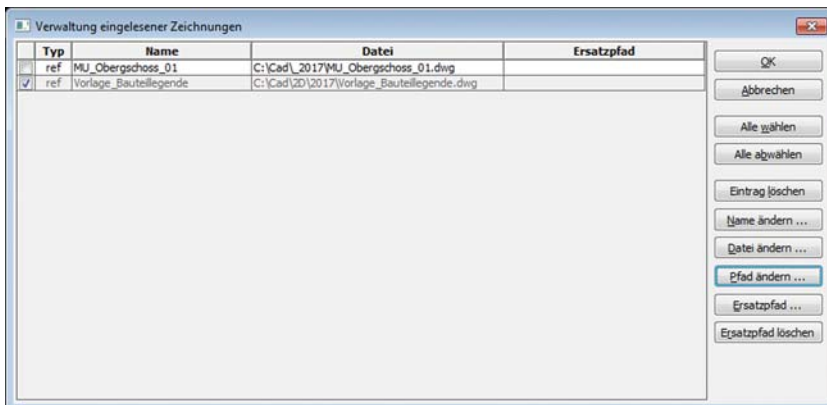 Verwaltung eingelesener Zeichnungen
Typ Name Datei Ersatzpfad
ref MU_Obergschoss_01 C:\Cad\_2017\MU_Obergschoss_01.dwg
ref Vorlage_Bauteillegende C:\Cad\2D\2017\Vorlage_Bauteillegende.dwg
OK
Abbrechen
Alle wählen
Alle abwählen
Eintrag löschen
Name ändern ...
Datei ändern ...
Pfad ändern ...
Ersatzpfad ...
Ersatzpfad löschen